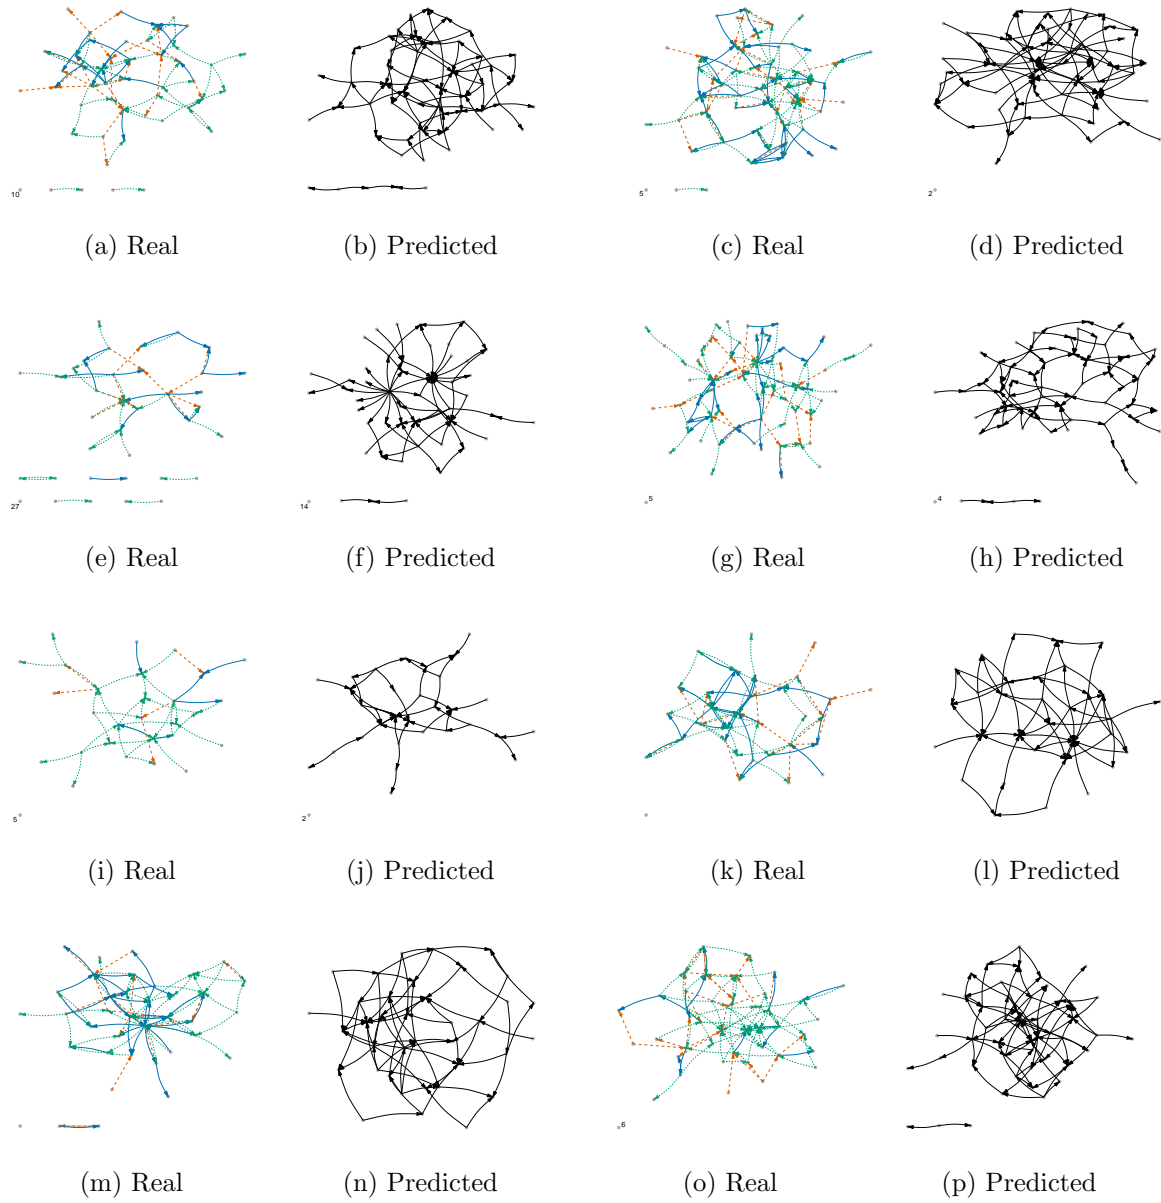 10
5
2
(a) Real
(b) Predicted
(c) Real
(d) Predicted
27
14
5
4
(e) Real
(f) Predicted
(g) Real
(h) Predicted
5
2
(i) Real
(j) Predicted
(k) Real
(l) Predicted
6
(m) Real
(n) Predicted
(o) Real
(p) Predicted